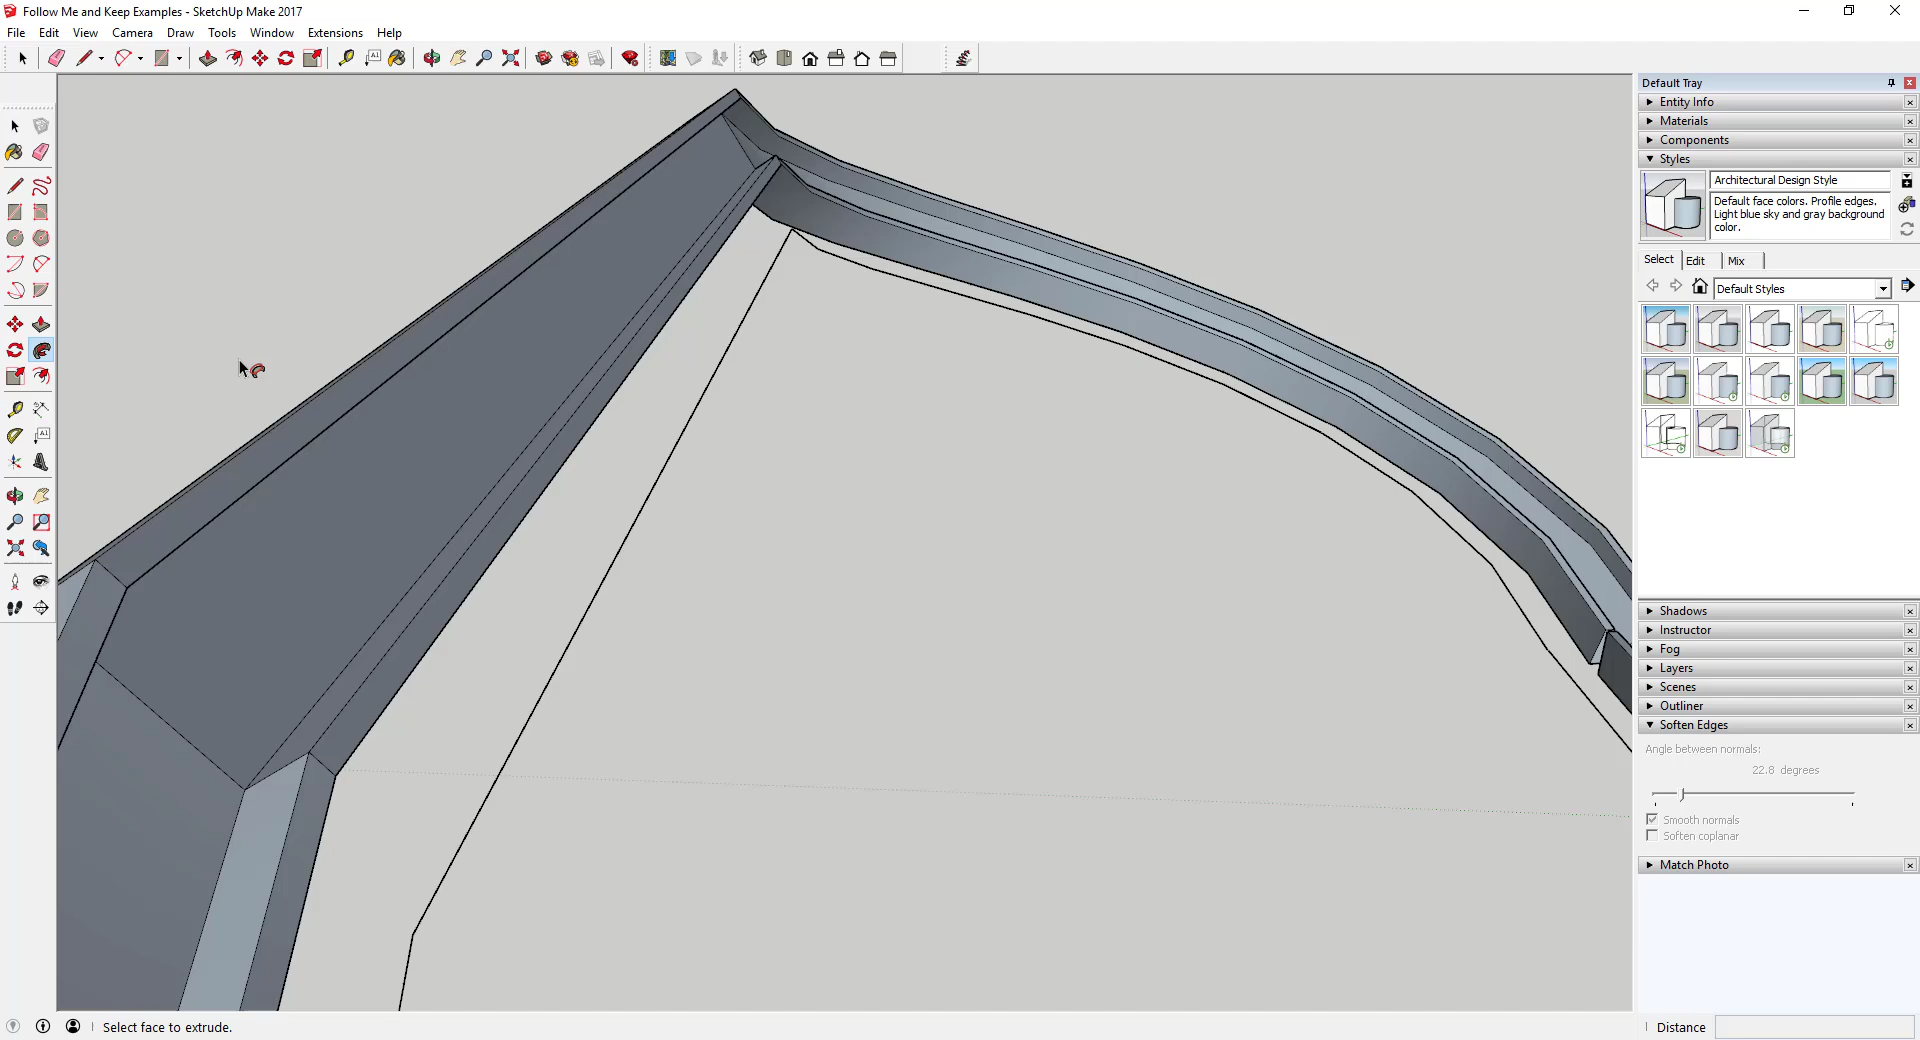 Follow Me and Keep Examples - SketchUp Make 2017
File Edit View Camera Draw Tools Window Extensions Help
Default Tray
Entity Info
Materials
Components
Styles
Architectural Design Style
Default face colors. Profile edges.
Light blue sky and gray background
color.
Select Edit Mix
Default Styles
Shadows
Instructor
Fog
Layers
Scenes
Outliner
Soften Edges
Angle between normals:
22.8 degrees
Smooth normals
Soften coplanar
Match Photo
Select face to extrude.
Distance